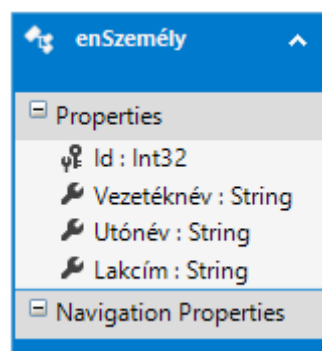 enSzemély
Properties
Id : Int32
Vezetéknév : String
Utónév : String
Lakcím : String
Navigation Properties